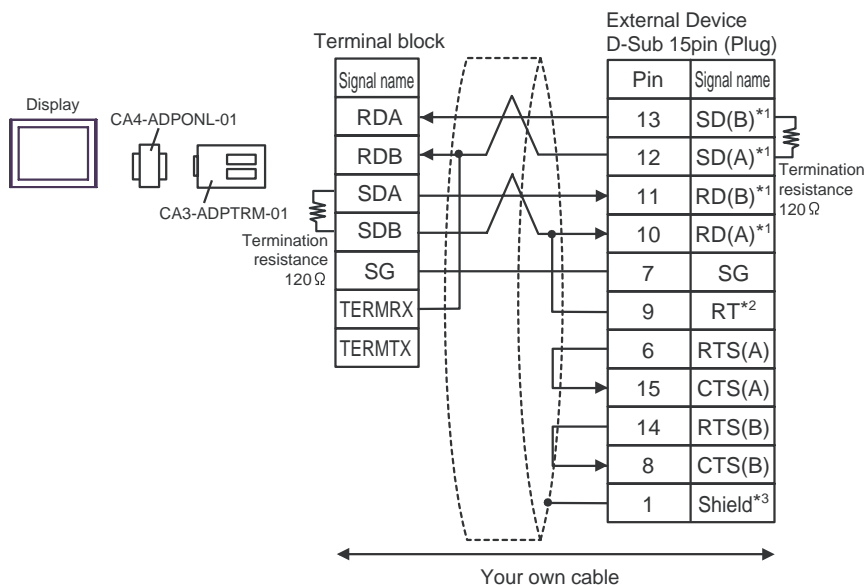 External Device
D-Sub 15pin (Plug)
Terminal block
Signal name
Pin
Signal name
Display
CA4-ADPONL-01
CA3-ADPTRM-01
RDA
13
SD(B)*1
RDB
12
SD(A)*1
Termination
resistance
120Ω
SDA
11
RD(B)*1
SDB
10
RD(A)*1
Termination
resistance
120Ω
SG
7
SG
TERMRX
9
RT*2
TERMTX
6
RTS(A)
15
CTS(A)
14
RTS(B)
8
CTS(B)
1
Shield*3
Your own cable